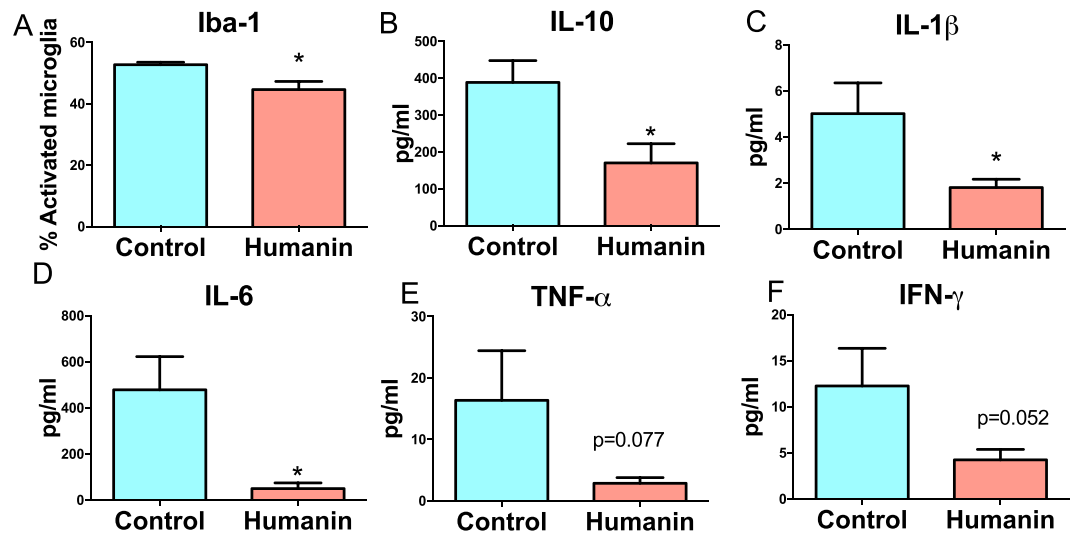 A
Iba-1
% Activated microglia
60
40
20
0
*
Control
Humanin
B
IL-10
pg/ml
500
400
300
200
100
0
*
Control
Humanin
C
IL-1β
pg/ml
8
6
4
2
0
*
Control
Humanin
D
IL-6
pg/ml
800
600
400
200
0
*
Control
Humanin
E
TNF-α
pg/ml
30
20
10
0
p=0.077
Control
Humanin
F
IFN-γ
pg/ml
20
15
10
5
0
p=0.052
Control
Humanin